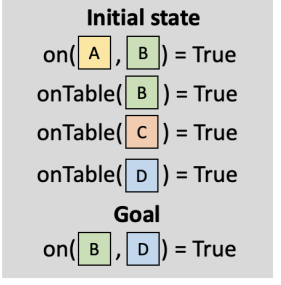 Initial state
on( A , B ) = True
onTable( B ) = True
onTable( C ) = True
onTable( D ) = True
Goal
on( B , D ) = True